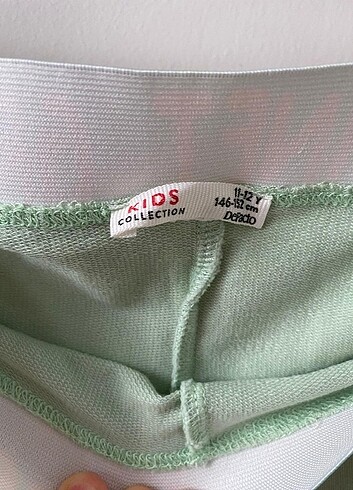 KIDS
COLLECTION
11-12 Y
146-152 cm
DeFacto